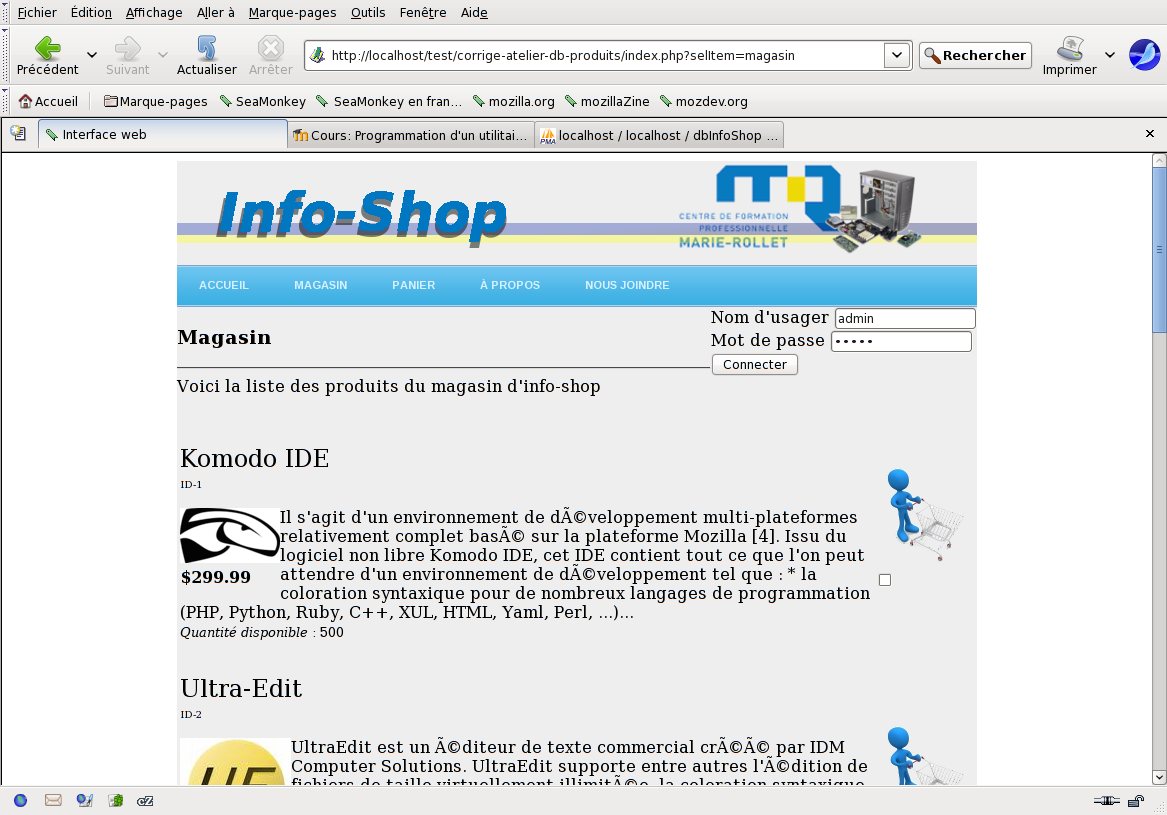 Fichier Édition Affichage Aller à Marque-pages Outils Fenêtre Aide
Précédent Suivant Actualiser Arrêter http://localhost/test/corrige-atelier-db-produits/index.php?selItem=magasin Rechercher Imprimer
Accueil Marque-pages SeaMonkey SeaMonkey en fran... mozilla.org mozillaZine mozdev.org
Interface web Cours: Programmation d'un utilitai... PMA localhost / localhost / dbInfoShop ...
Info-Shop
CENTRE DE FORMATION
PROFESSIONNELLE
MARIE-ROLLET
ACCUEIL MAGASIN PANIER À PROPOS NOUS JOINDRE
Nom d'usager admin
Magasin
Mot de passe •••••
Connecter
Voici la liste des produits du magasin d'info-shop
Komodo IDE
ID-1
Il s'agit d'un environnement de dÃ©veloppement multi-plateformes
relativement complet basÃ© sur la plateforme Mozilla [4]. Issu du
logiciel non libre Komodo IDE, cet IDE contient tout ce que l'on peut
$299.99 attendre d'un environnement de dÃ©veloppement tel que : * la
coloration syntaxique pour de nombreux langages de programmation
(PHP, Python, Ruby, C++, XUL, HTML, Yaml, Perl, ...)...
Quantité disponible : 500
Ultra-Edit
ID-2
UltraEdit est un Ã©diteur de texte commercial crÃ©Ã© par IDM
Computer Solutions. UltraEdit supporte entre autres l'Ã©dition de
fichiers de taille virtuellement illimitÃ©e, la coloration syntaxique
UE